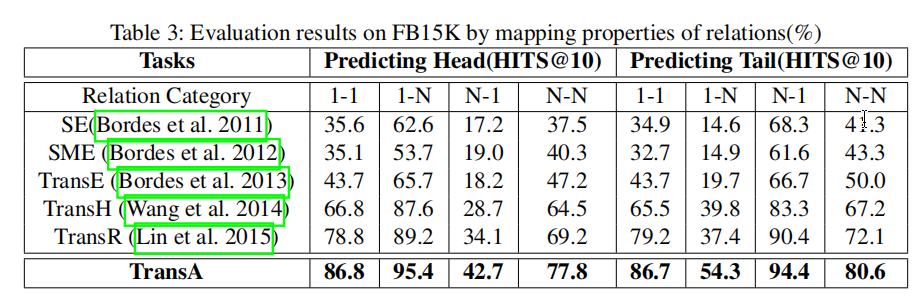 Table 3: Evaluation results on FB15K by mapping properties of relations(%)
Tasks Predicting Head(HITS@10) Predicting Tail(HITS@10)
Relation Category 1-1 1-N N-1 N-N 1-1 1-N N-1 N-N
SE(Bordes et al. 2011) 35.6 62.6 17.2 37.5 34.9 14.6 68.3 41.3
SME (Bordes et al. 2012) 35.1 53.7 19.0 40.3 32.7 14.9 61.6 43.3
TransE (Bordes et al. 2013) 43.7 65.7 18.2 47.2 43.7 19.7 66.7 50.0
TransH (Wang et al. 2014) 66.8 87.6 28.7 64.5 65.5 39.8 83.3 67.2
TransR (Lin et al. 2015) 78.8 89.2 34.1 69.2 79.2 37.4 90.4 72.1
TransA 86.8 95.4 42.7 77.8 86.7 54.3 94.4 80.6